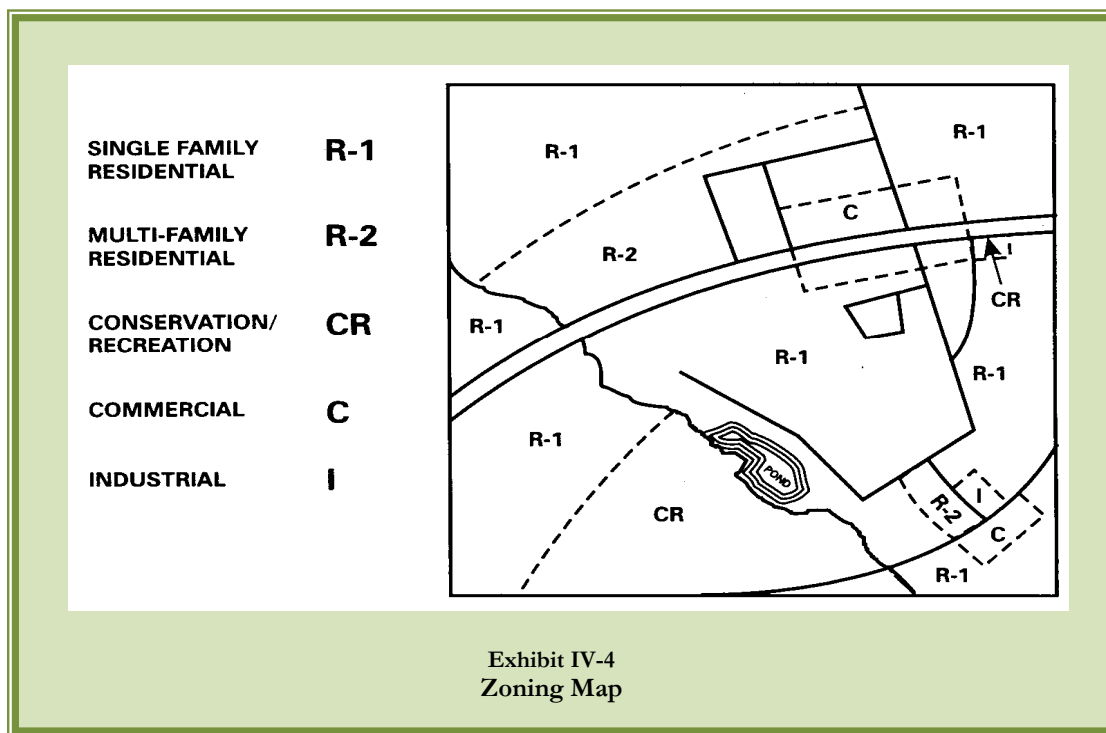 SINGLE FAMILY R-1
RESIDENTIAL
MULTI-FAMILY R-2
RESIDENTIAL
CONSERVATION/ CR
RECREATION
COMMERCIAL C
INDUSTRIAL I
R-1
R-1
C
R-2
CR
R-1
R-1
R-1
R-1
POND
CR
R-2
I
C
R-1
Exhibit IV-4
Zoning Map